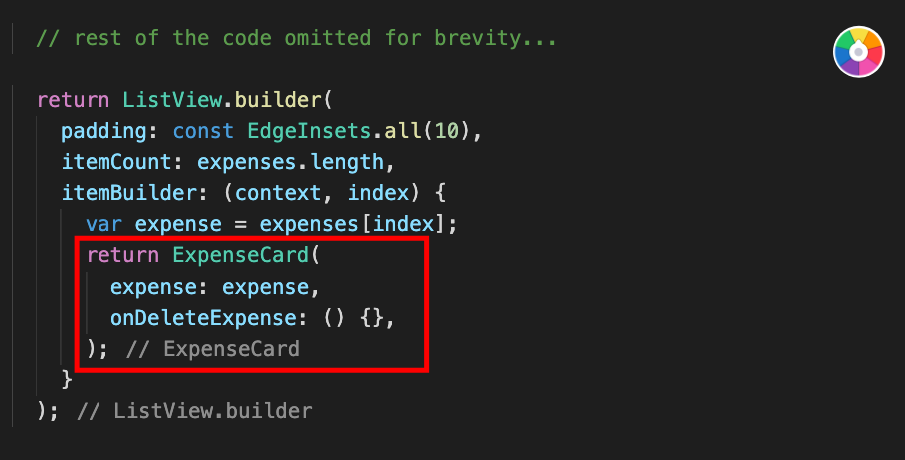 // rest of the code omitted for brevity...
return ListView.builder(
padding: const EdgeInsets.all(10),
itemCount: expenses.length,
itemBuilder: (context, index) {
var expense = expenses[index];
return ExpenseCard(
expense: expense,
onDeleteExpense: () {},
); // ExpenseCard
}
); // ListView.builder